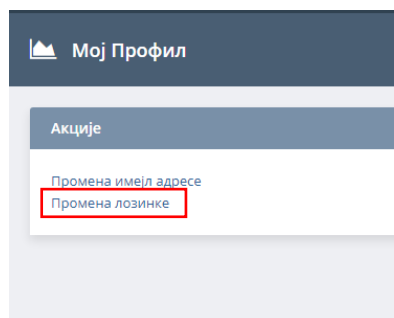 Мој Профил
Акције
Промена имејл адресе
Промена лозинке